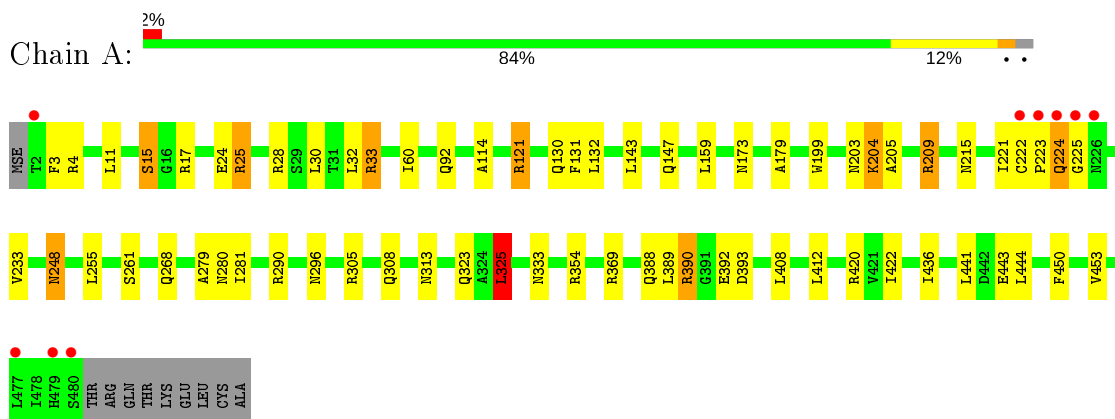 2%
Chain A:
84%
12%
MSE T2 F3 R4 L11 S15 G16 R17 E24 R25 R28 S29 L30 T31 L32 R33 I60 Q92 A114 R121 Q130 F131 L132 L143 Q147 L159 N173 A179 W199 N203 K204 A205 R209 N215 I221 C222 P223 Q224 G225 N226
V233 N248 L255 S261 Q268 A279 N280 I281 R290 N296 R305 Q308 N313 Q323 A324 L325 N333 R354 R369 Q388 L389 R390 G391 E392 D393 L408 L412 R420 V421 I422 I436 L441 D442 E443 L444 F450 V453
L477 I478 H479 S480 THR ARG GLN THR LYS GLU LEU CYS ALA